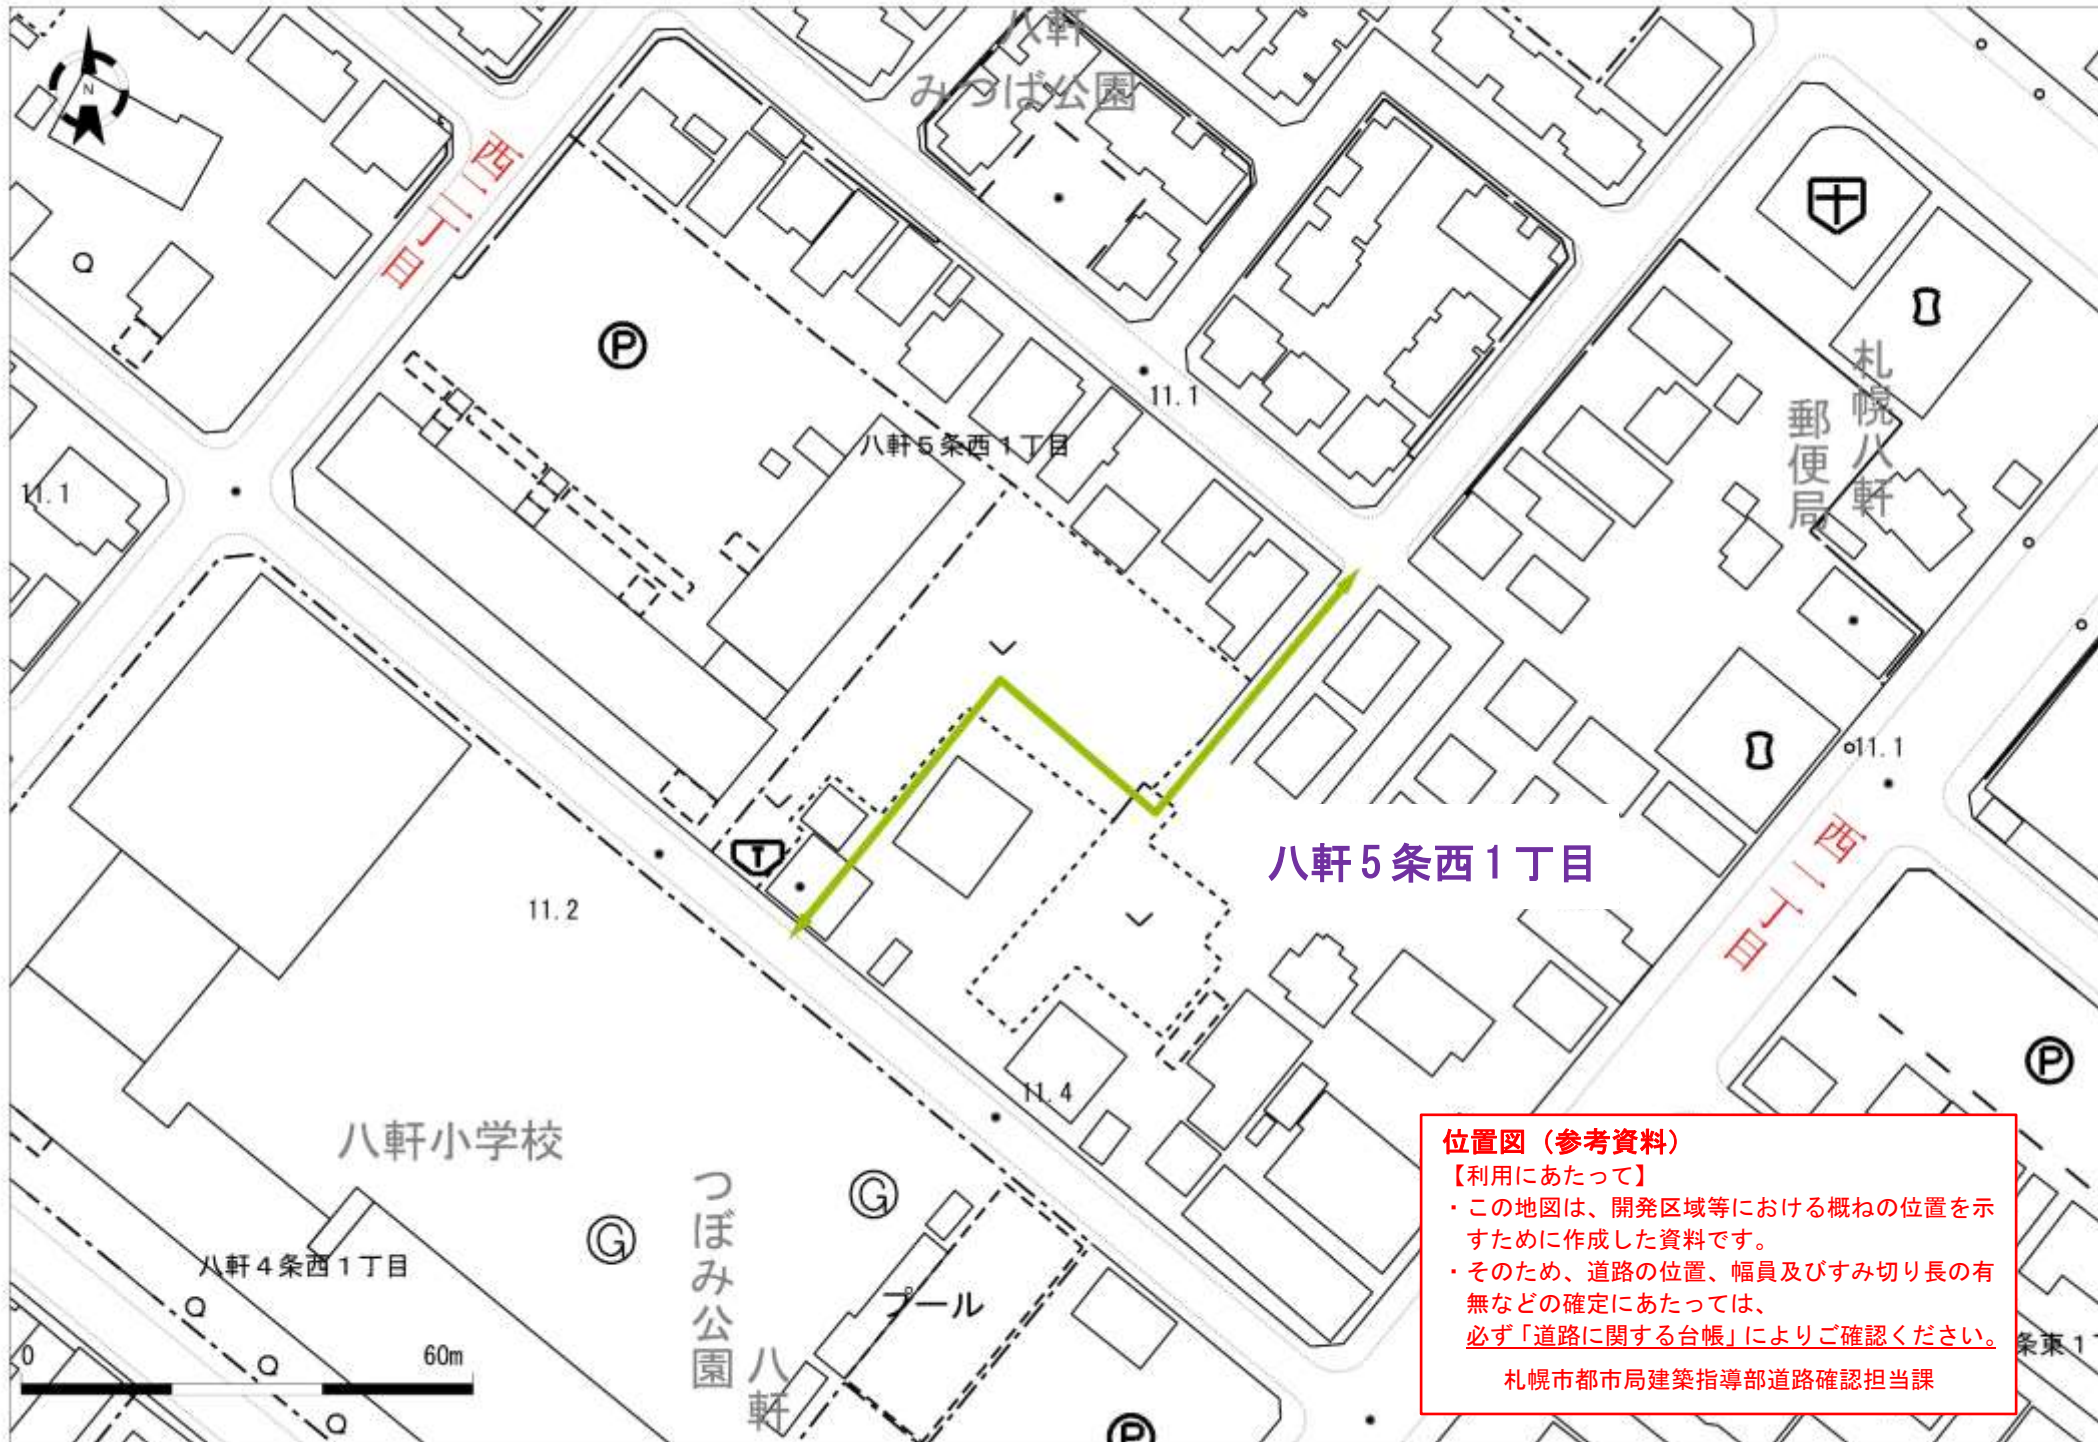 八軒
みつば公園
N
西二丁目
P
11.1
八軒5条西1丁目
11.1
札幌八軒
郵便局
T
八軒5条西1丁目
11.1
西一丁目
11.2
11.4
P
八軒小学校
つぼみ公園
八軒
G
G
プール
八軒4条西1丁目
0
60m
P
条東1
位置図（参考資料）
【利用にあたって】
・この地図は、開発区域等における概ねの位置を示
すために作成した資料です。
・そのため、道路の位置、幅員及びすみ切り長の有
無などの確定にあたっては、
必ず「道路に関する台帳」によりご確認ください。
札幌市都市局建築指導部道路確認担当課